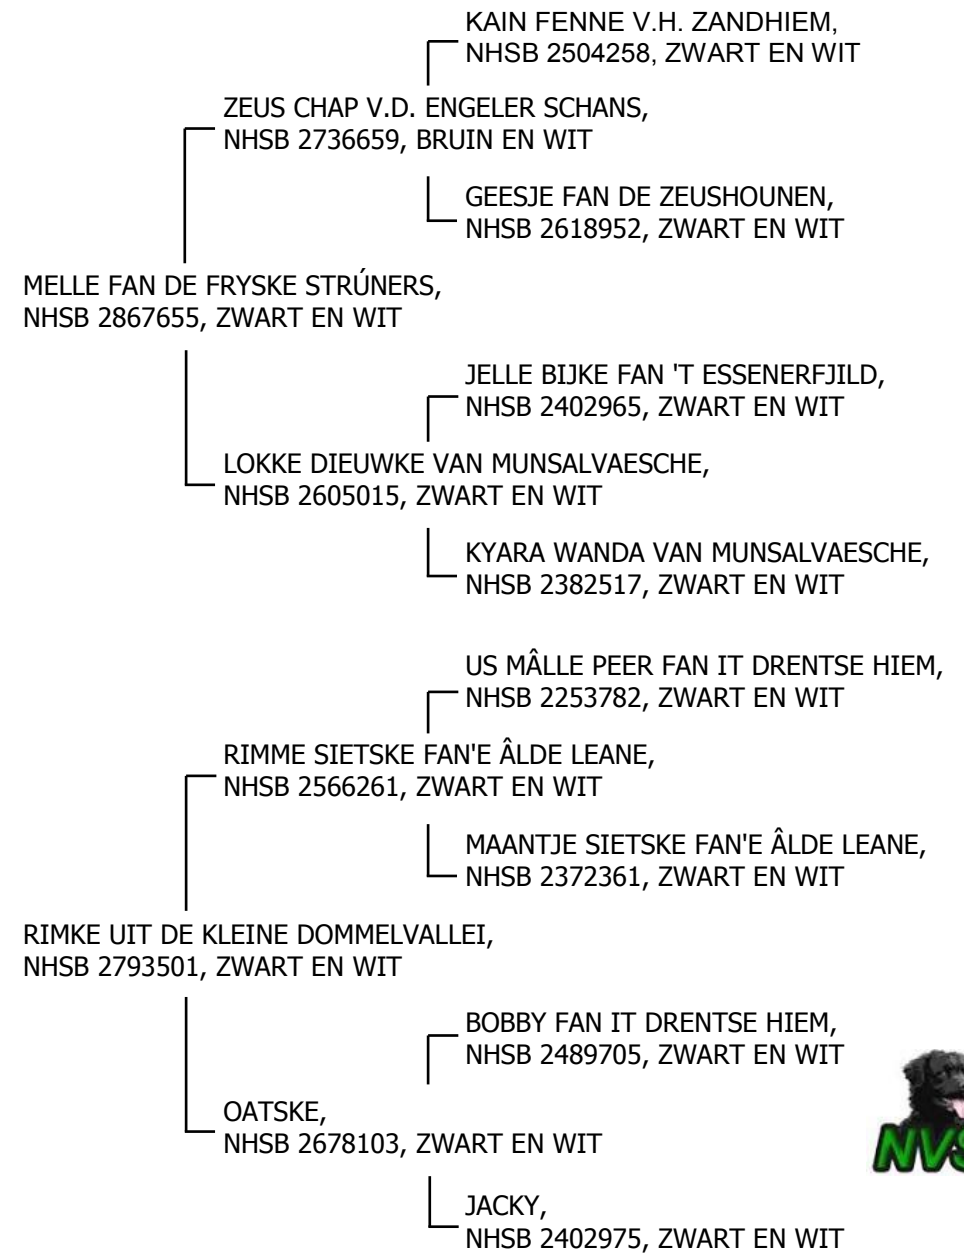 KAIN FENNE V.H. ZANDHIEM,
NHSB 2504258, ZWART EN WIT
ZEUS CHAP V.D. ENGELER SCHANS,
NHSB 2736659, BRUIN EN WIT
GEESJE FAN DE ZEUSHOUNEN,
NHSB 2618952, ZWART EN WIT
MELLE FAN DE FRYSKE STRÚNERS,
NHSB 2867655, ZWART EN WIT
JELLE BIJKE FAN 'T ESSENERFJILD,
NHSB 2402965, ZWART EN WIT
LOKKE DIEUWKE VAN MUNSALVAESCHE,
NHSB 2605015, ZWART EN WIT
KYARA WANDA VAN MUNSALVAESCHE,
NHSB 2382517, ZWART EN WIT
US MÂLLE PEER FAN IT DRENTSE HIEM,
NHSB 2253782, ZWART EN WIT
RIMME SIETSKE FAN'E ÂLDE LEANE,
NHSB 2566261, ZWART EN WIT
MAANTJE SIETSKE FAN'E ÂLDE LEANE,
NHSB 2372361, ZWART EN WIT
RIMKE UIT DE KLEINE DOMMELVALLEI,
NHSB 2793501, ZWART EN WIT
BOBBY FAN IT DRENTSE HIEM,
NHSB 2489705, ZWART EN WIT
OATSKE,
NHSB 2678103, ZWART EN WIT
JACKY,
NHSB 2402975, ZWART EN WIT